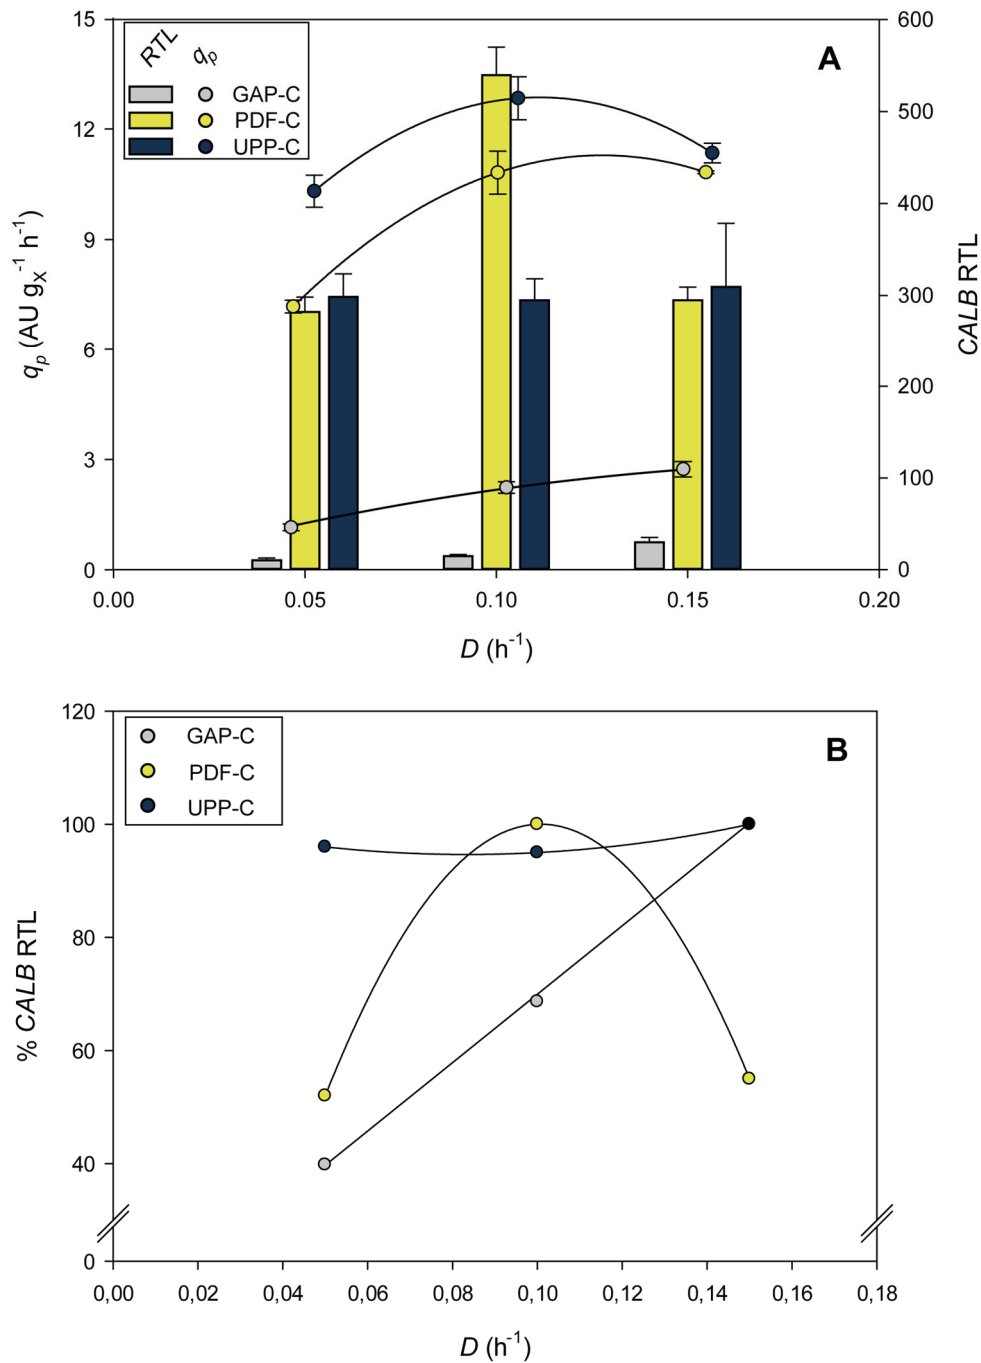 A
RTL qp
GAP-C
PDF-C
UPP-C
15
12
9
6
3
0
qp (AU gX-1 h-1)
600
500
400
300
200
100
0
CALB RTL
0.00 0.05 0.10 0.15 0.20
D (h-1)
B
GAP-C
PDF-C
UPP-C
120
100
80
60
40
0
% CALB RTL
0,00 0,02 0,04 0,06 0,08 0,10 0,12 0,14 0,16 0,18
D (h-1)